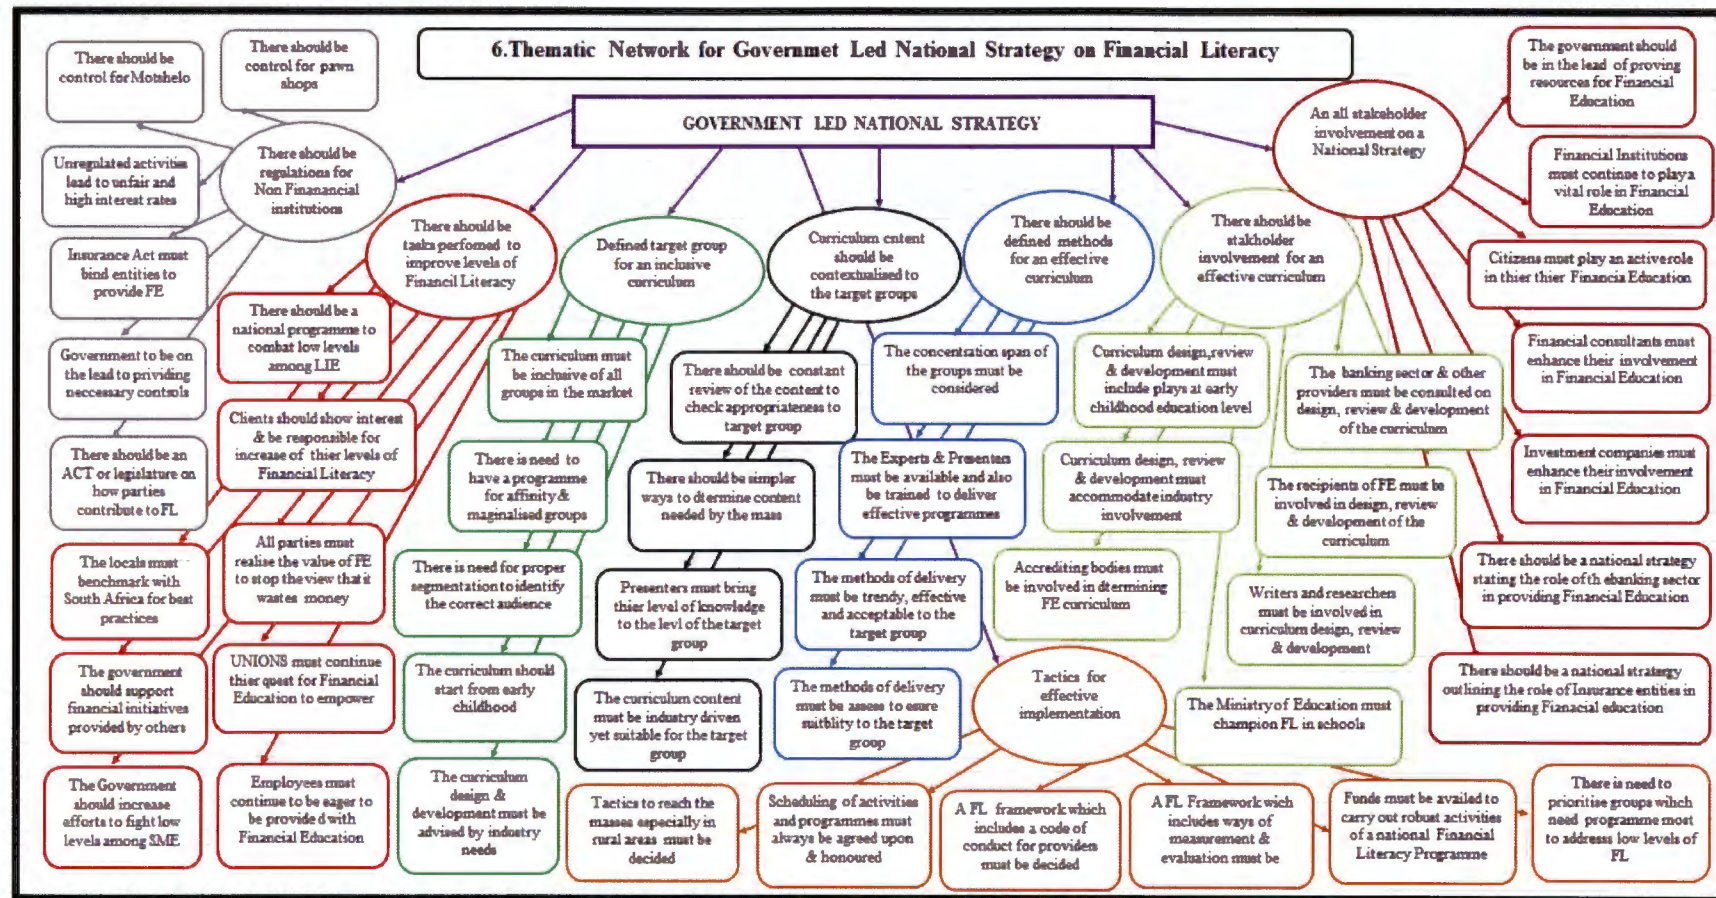 6.Thematic Network for Governmet Led National Strategy on Financial Literacy
GOVERNMENT LED NATIONAL STRATEGY
There should be
control for Motshelo
There should be
control for pawn
shops
There should be
regulations for
Non Finanancial
institutions
Unregulated activities
lead to unfair and
high interest rates
Insurance Act must
bind entities to
provide FE
Government to be on
the lead to prividing
neccessary controls
There should be an
ACT or legislature on
how parties
contribute to FL
There should be
tasks perfomed to
improve levels of
Financil Literacy
There should be a
national programme to
combat low levels
among LIE
Clients should show interest
& be responsible for
increase of thier levels of
Financial Literacy
The locals must
benchmark with
South Africa for best
practices
All parties must
realise the value of FE
to stop the view that it
wastes money
The government
should support
financial initiatives
provided by others
UNIONS must continue
thier quest for Financial
Education to empower
The Government
should increase
efforts to fight low
levels among SME
Employees must
continue to be eager to
be provided with
Financial Education
Defined target group
for an inclusive
curriculum
The curriculum must
be inclusive of all
groups in the market
There is need to
have a programme
for affinity &
maginalised groups
There is need for proper
segmentation to identify
the correct audience
The curriculum should
start from early
childhood
The curriculum
design &
development must be
advised by industry
needs
Curriculum cntent
should be
contextualised to
the target groups
There should be constant
review of the content to
check appropriateness to
target group
There should be simpler
ways to dtermine content
needed by the mass
Presenters must bring
thier level of knowledge
to the levl of the target
group
The curriculum content
must be industry driven
yet suitable for the target
group
There should be
defined methods
for an effective
curriculum
The concentration span of
the groups must be
considered
The Experts & Presenters
must be available and also
be trained to deliver
effective programmes
The methods of delivery
must be trendy, effective
and acceptable to the
target group
The methods of delivery
must be assess to esure
suitblity to the target
group
There should be
stakholder
involvement for an
effective curriculum
Curriculum design,review
& development must
include plays at early
childhood education level
Curriculum design, review
& development must
accommodate industry
involvement
Accrediting bodies must
be involved in dtermining
FE curriculum
The banking sector & other
providers must be consulted on
design, review & development
of the curriculum
The recipients of FE must be
involved in design, review
& development of the
curriculum
Writers and researchers
must be involved in
curriculum design, review
& development
The Ministry of Education must
champion FL in schools
An all stakeholder
involvement on a
National Strategy
The government should
be in the lead of proving
resources for Financial
Education
Financial Institutions
must continue to play a
vital role in Financial
Education
Citizens must play an active role
in thier thier Financia Education
Financial consultants must
enhance their involvement
in Financial Education
Investment companies must
enhance their involvement
in Financial Education
There should be a national strategy
stating the role of th ebanking sector
in providing Financial Education
There should be a national strategy
outlining the role of Insurance entities in
providing Fianacial education
Tactics for
effective
implementation
Tactics to reach the
masses especially in
rural areas must be
decided
Scheduling of activities
and programmes must
always be agreed upon
& honoured
A FL framework which
includes a code of
conduct for providers
must be decided
A FL Framework wich
includes ways of
measurement &
evaluation must be
Funds must be availed to
carry out robust activities
of a national Financial
Literacy Programme
There is need to
prioritise groups wihch
need programme most
to addresss low levels of
FL